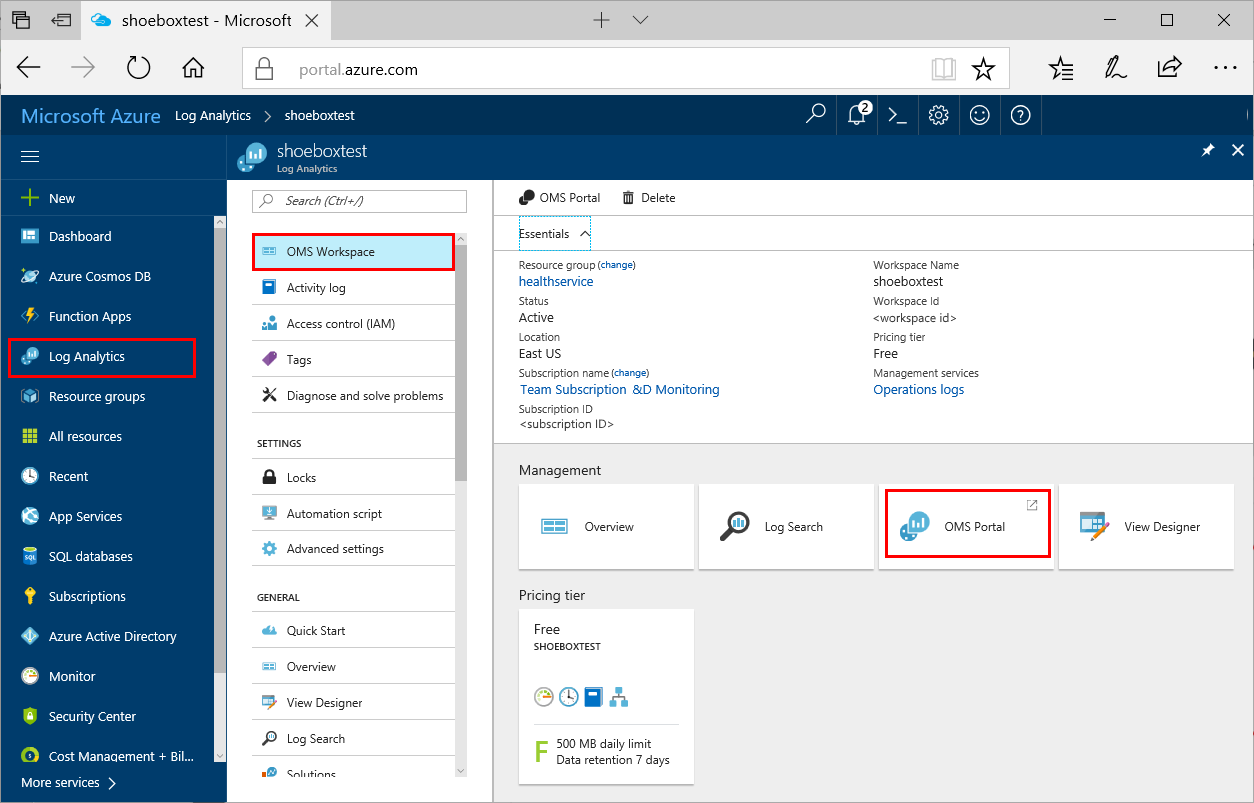 shoeboxtest - Microsoft
portal.azure.com
Microsoft Azure
Log Analytics
shoeboxtest
2
shoeboxtest
Log Analytics
New
Dashboard
Azure Cosmos DB
Function Apps
Log Analytics
Resource groups
All resources
Recent
App Services
SQL
SQL databases
Subscriptions
Azure Active Directory
Monitor
Security Center
Cost Management + Bil...
More services
Search (Ctrl+/)
OMS Workspace
Activity log
Access control (IAM)
Tags
Diagnose and solve problems
SETTINGS
Locks
Automation script
Advanced settings
GENERAL
Quick Start
Overview
View Designer
Log Search
Solutions
OMS Portal
Delete
Essentials
Resource group (change)
healthservice
Status
Active
Location
East US
Subscription name (change)
Team Subscription &D Monitoring
Subscription ID
<subscription ID>
Workspace Name
shoeboxtest
Workspace Id
<workspace id>
Pricing tier
Free
Management services
Operations logs
Management
Overview
Log Search
OMS Portal
View Designer
Pricing tier
Free
SHOEBOXTEST
F
500 MB daily limit
Data retention 7 days